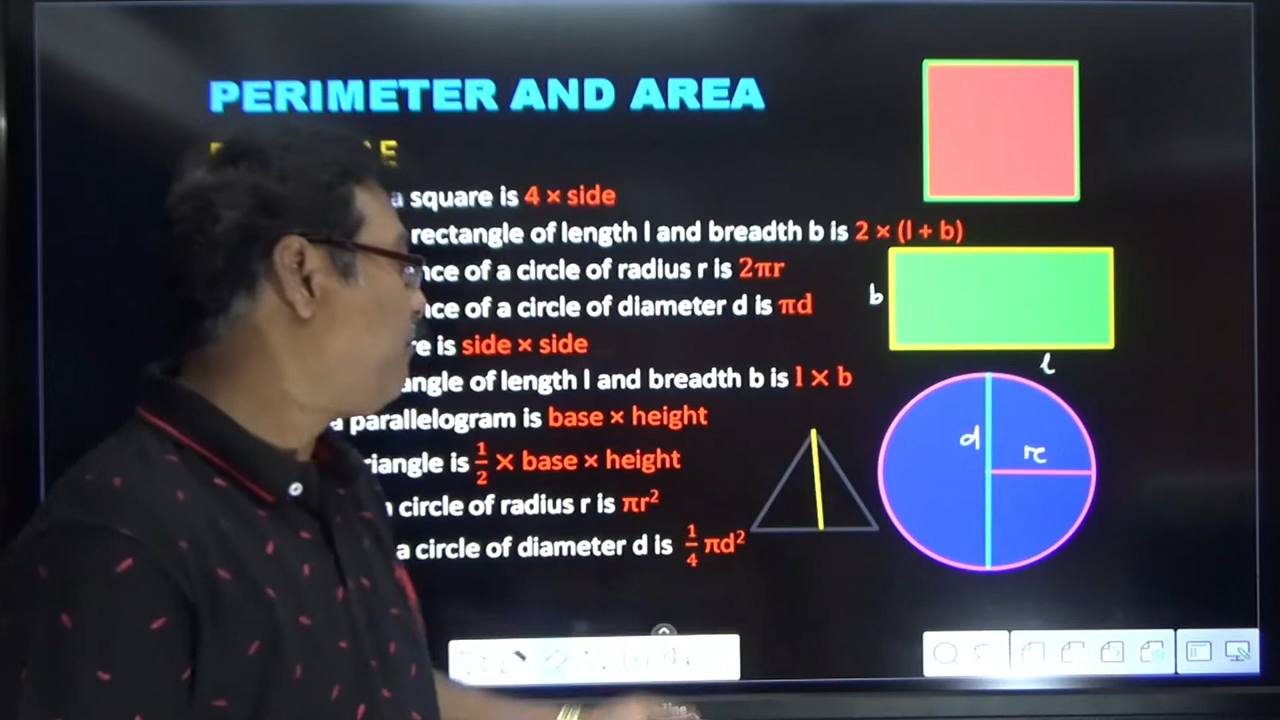 PERIMETER AND AREA
a square is 4 × side
rectangle of length l and breadth b is 2 × (l + b)
nce of a circle of radius r is 2πr
nce of a circle of diameter d is πd
re is side × side
angle of length l and breadth b is l × b
a parallelogram is base × height
riangle is 1/2 × base × height
circle of radius r is πr²
a circle of diameter d is 1/4 πd²
b
l
d
r